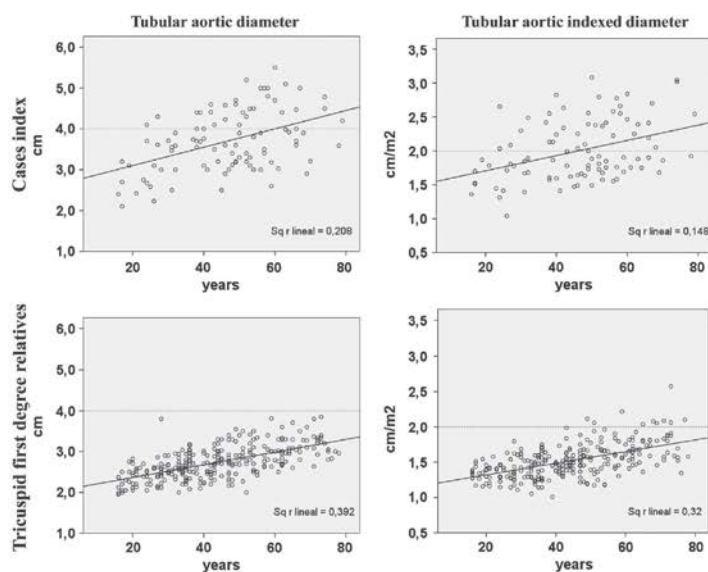 Tubular aortic diameter
Tubular aortic indexed diameter
Cases index
cm
6,0
5,0
4,0
3,0
2,0
1,0
20 40 60 80
years
Sq r lineal = 0,208
cm/m2
3,5
3,0
2,5
2,0
1,5
1,0
0,5
20 40 60 80
years
Sq r lineal = 0,148
Tricuspid first degree relatives
cm
6,0
5,0
4,0
3,0
2,0
1,0
20 40 60 80
years
Sq r lineal = 0,392
cm/m2
3,5
3,0
2,5
2,0
1,5
1,0
0,5
20 40 60 80
years
Sq r lineal = 0,32